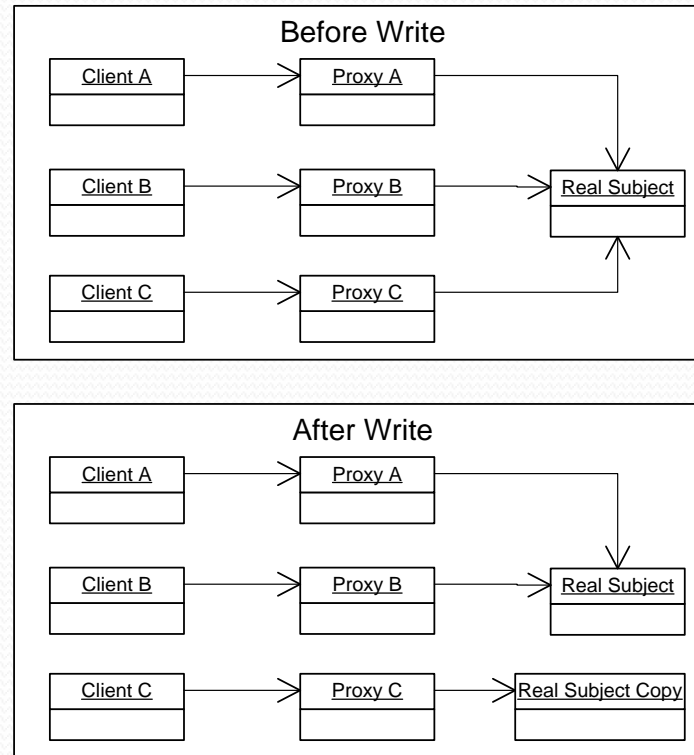 Before Write
Client A Proxy A
Client B Proxy B Real Subject
Client C Proxy C
After Write
Client A Proxy A
Client B Proxy B Real Subject
Client C Proxy C Real Subject Copy